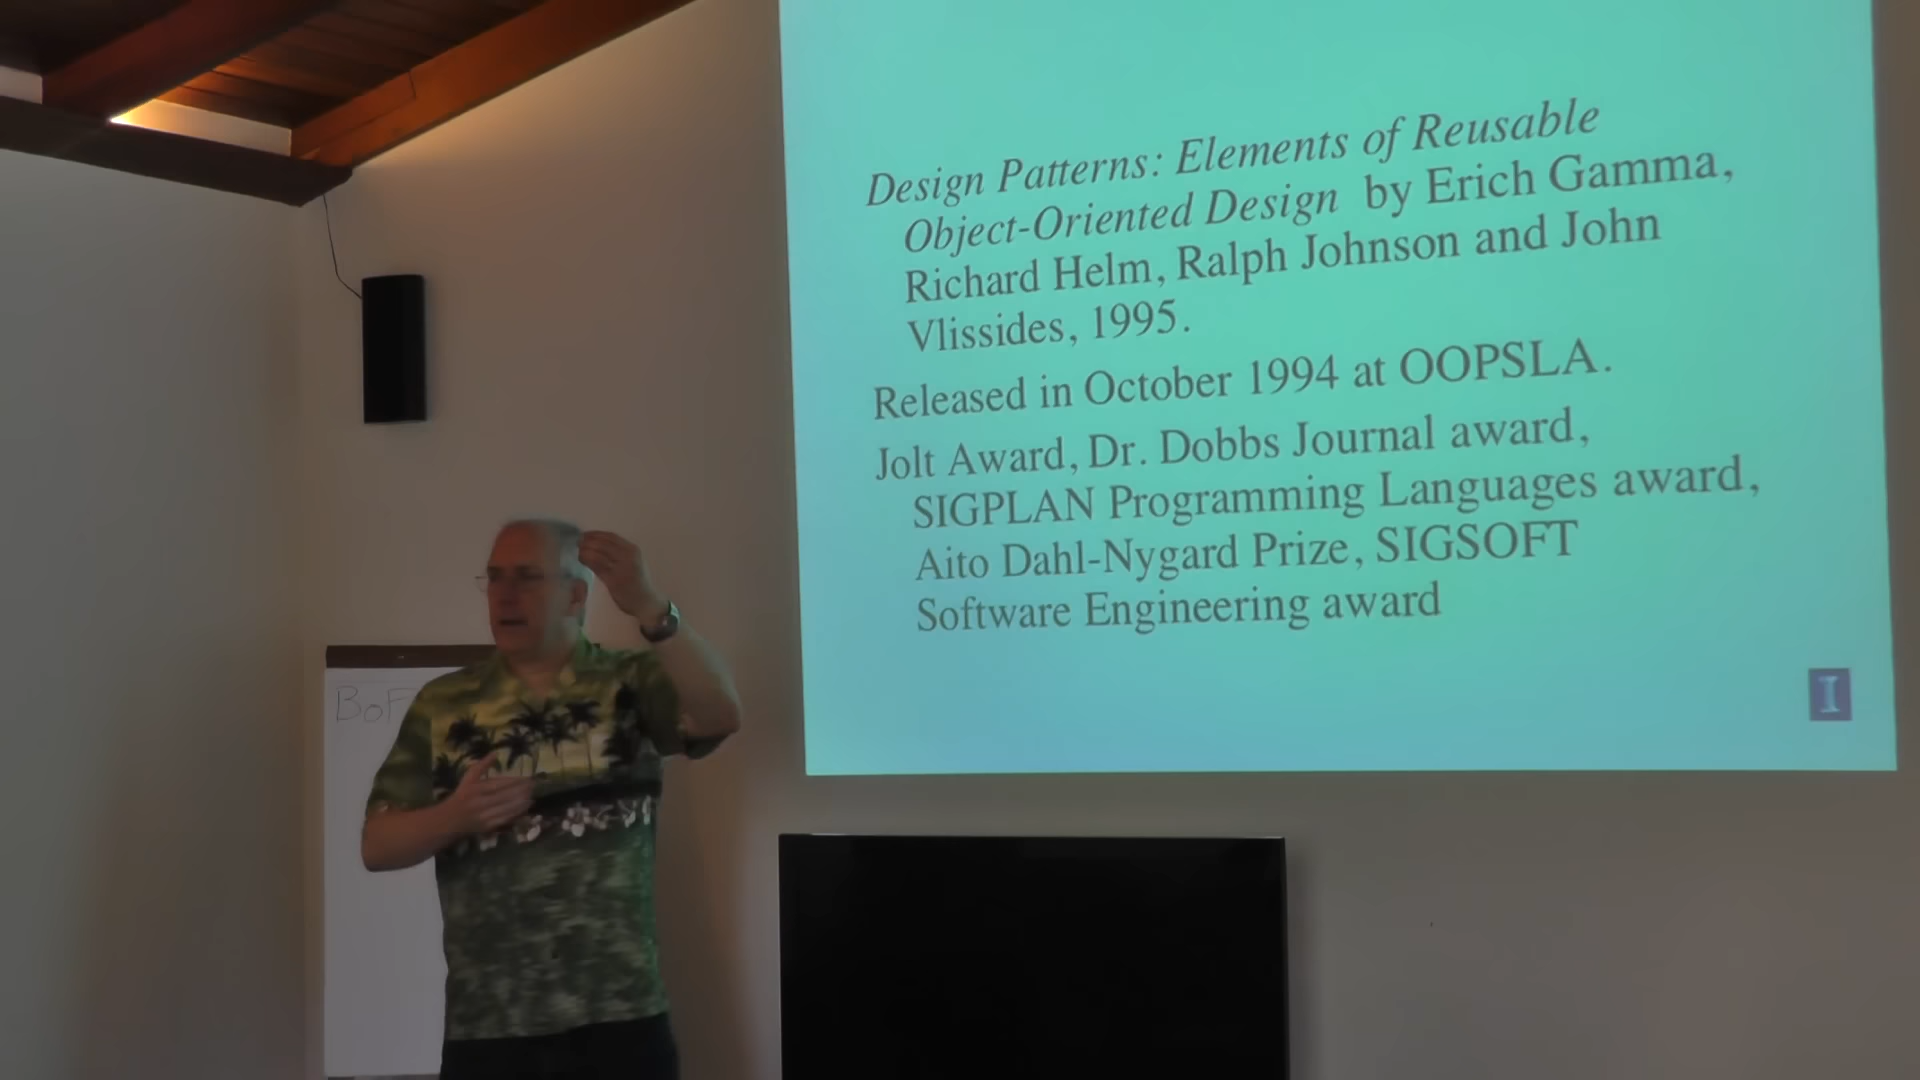 Design Patterns: Elements of Reusable
Object-Oriented Design by Erich Gamma,
Richard Helm, Ralph Johnson and John
Vlissides, 1995.
Released in October 1994 at OOPSLA.
Jolt Award, Dr. Dobbs Journal award,
SIGPLAN Programming Languages award,
Aito Dahl-Nygard Prize, SIGSOFT
Software Engineering award
I
BoF